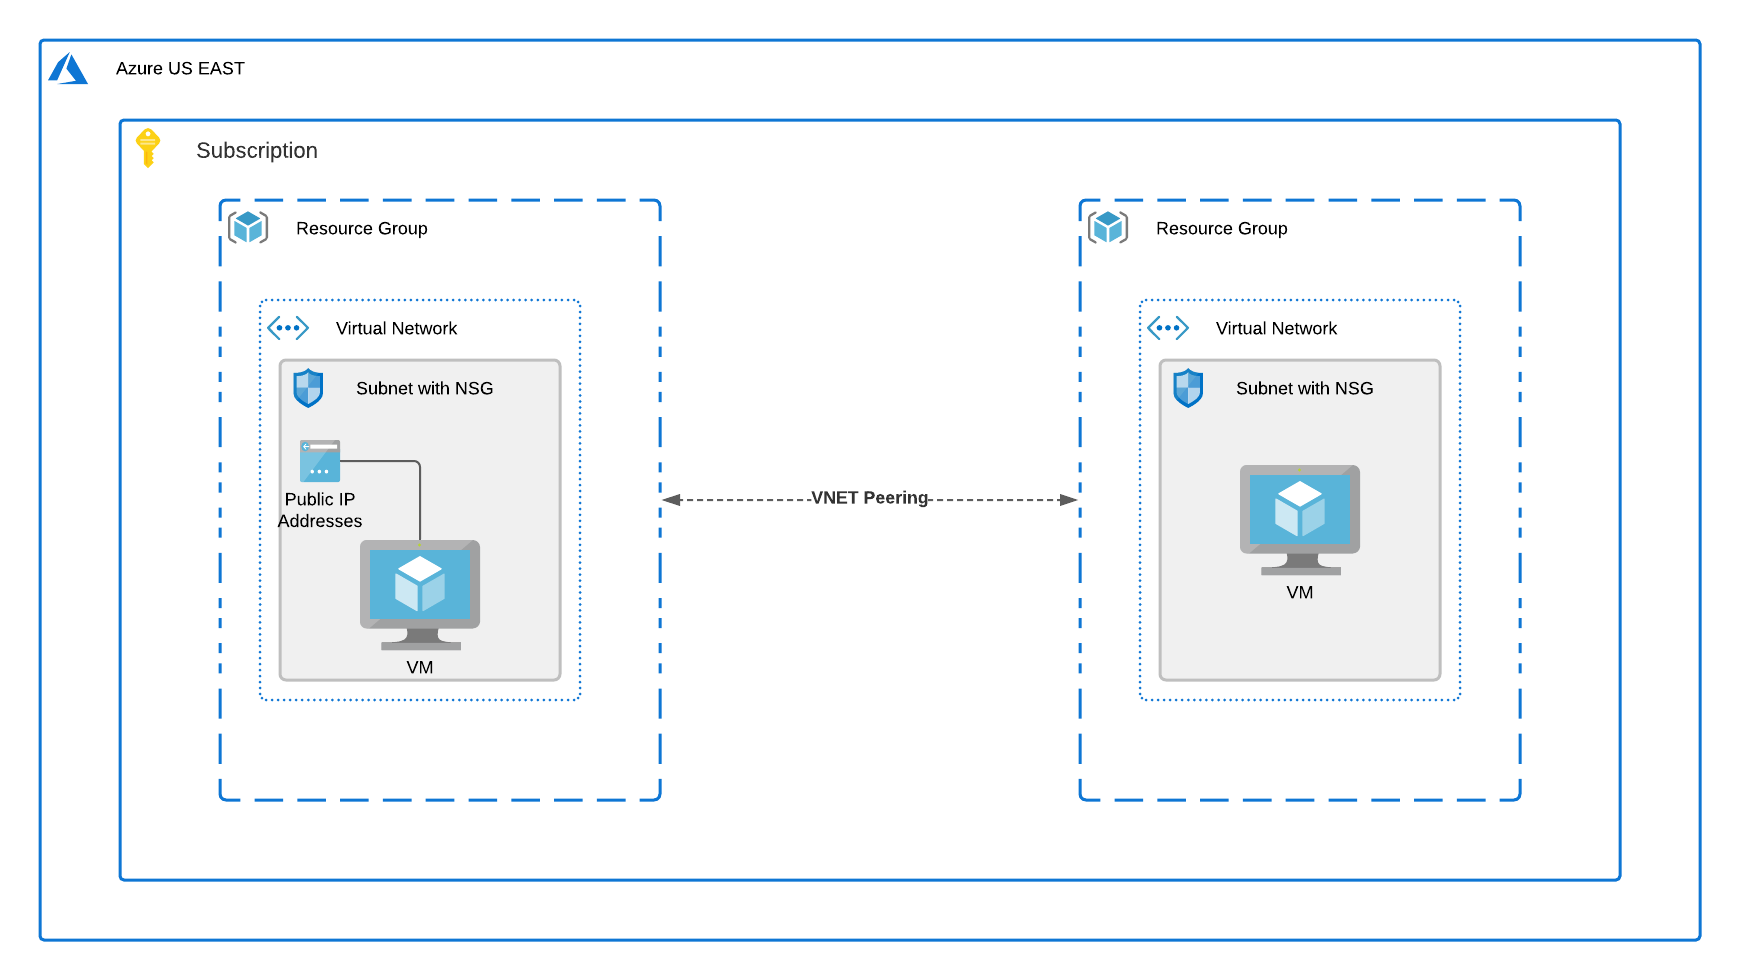 Azure US EAST
Subscription
Resource Group
Virtual Network
Subnet with NSG
Public IP
Addresses
VM
VNET Peering
Resource Group
Virtual Network
Subnet with NSG
VM